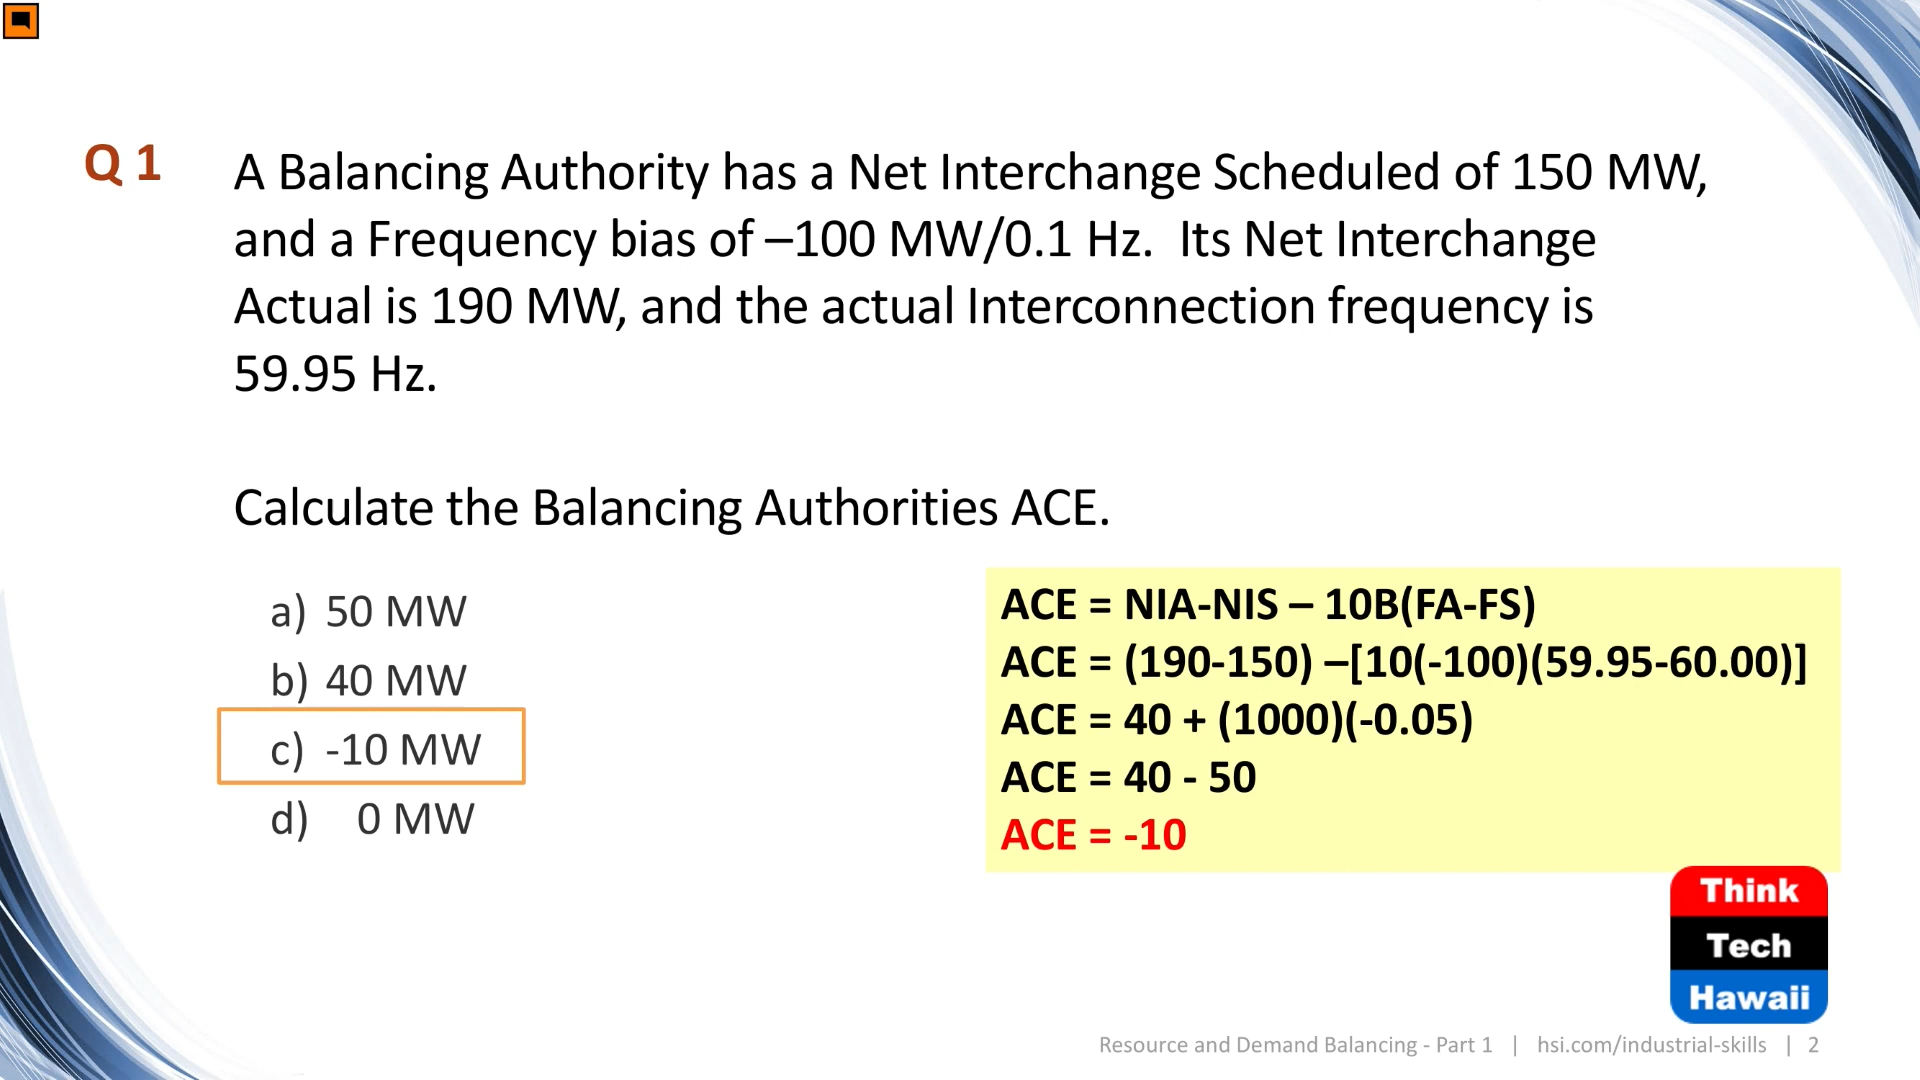 Q 1
A Balancing Authority has a Net Interchange Scheduled of 150 MW,
and a Frequency bias of –100 MW/0.1 Hz.  Its Net Interchange
Actual is 190 MW, and the actual Interconnection frequency is
59.95 Hz.
Calculate the Balancing Authorities ACE.
a) 50 MW
b) 40 MW
c) -10 MW
d) 0 MW
ACE = NIA-NIS – 10B(FA-FS)
ACE = (190-150) –[10(-100)(59.95-60.00)]
ACE = 40 + (1000)(-0.05)
ACE = 40 - 50
ACE = -10
Think
Tech
Hawaii
Resource and Demand Balancing - Part 1 | hsi.com/industrial-skills | 2